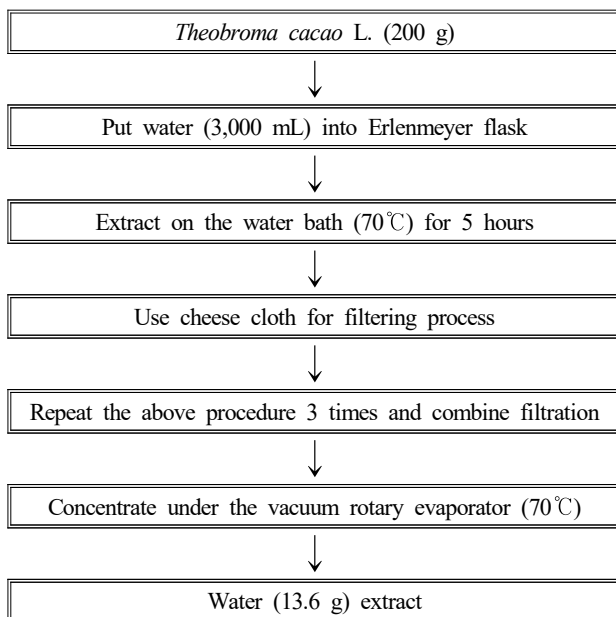 Theobroma cacao L. (200 g)
Put water (3,000 mL) into Erlenmeyer flask
Extract on the water bath (70℃) for 5 hours
Use cheese cloth for filtering process
Repeat the above procedure 3 times and combine filtration
Concentrate under the vacuum rotary evaporator (70℃)
Water (13.6 g) extract